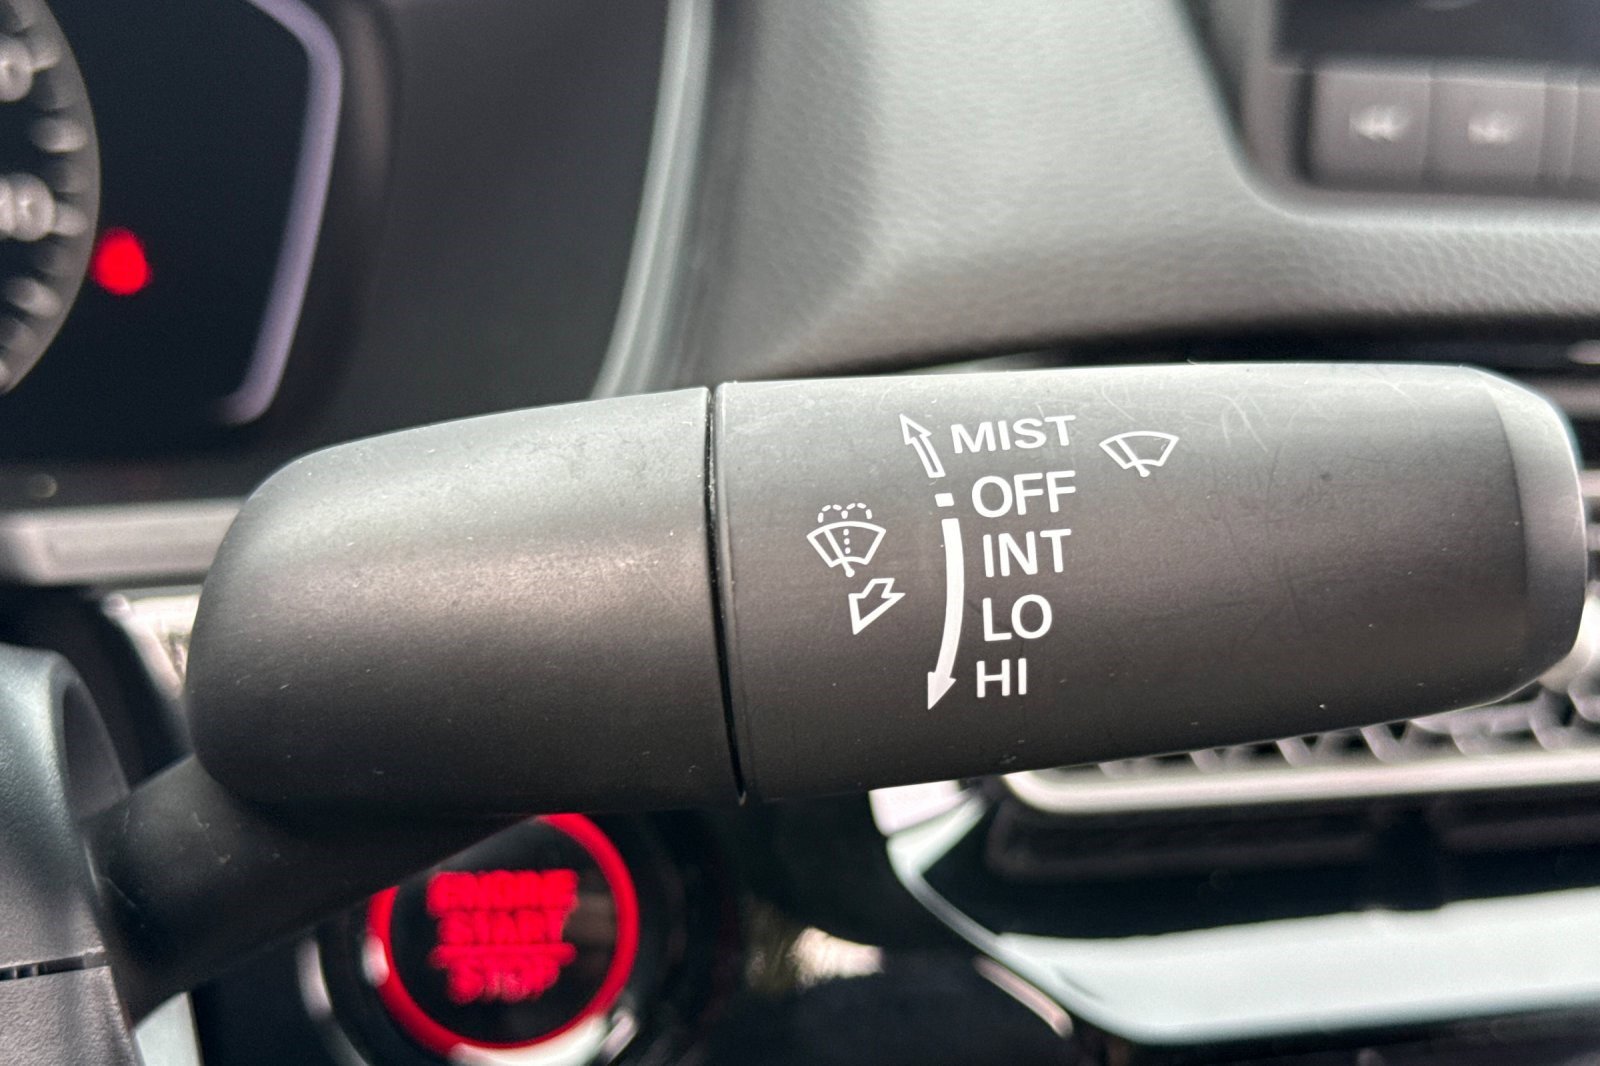 MIST
OFF
INT
LO
HI
ENGINE
START
STOP